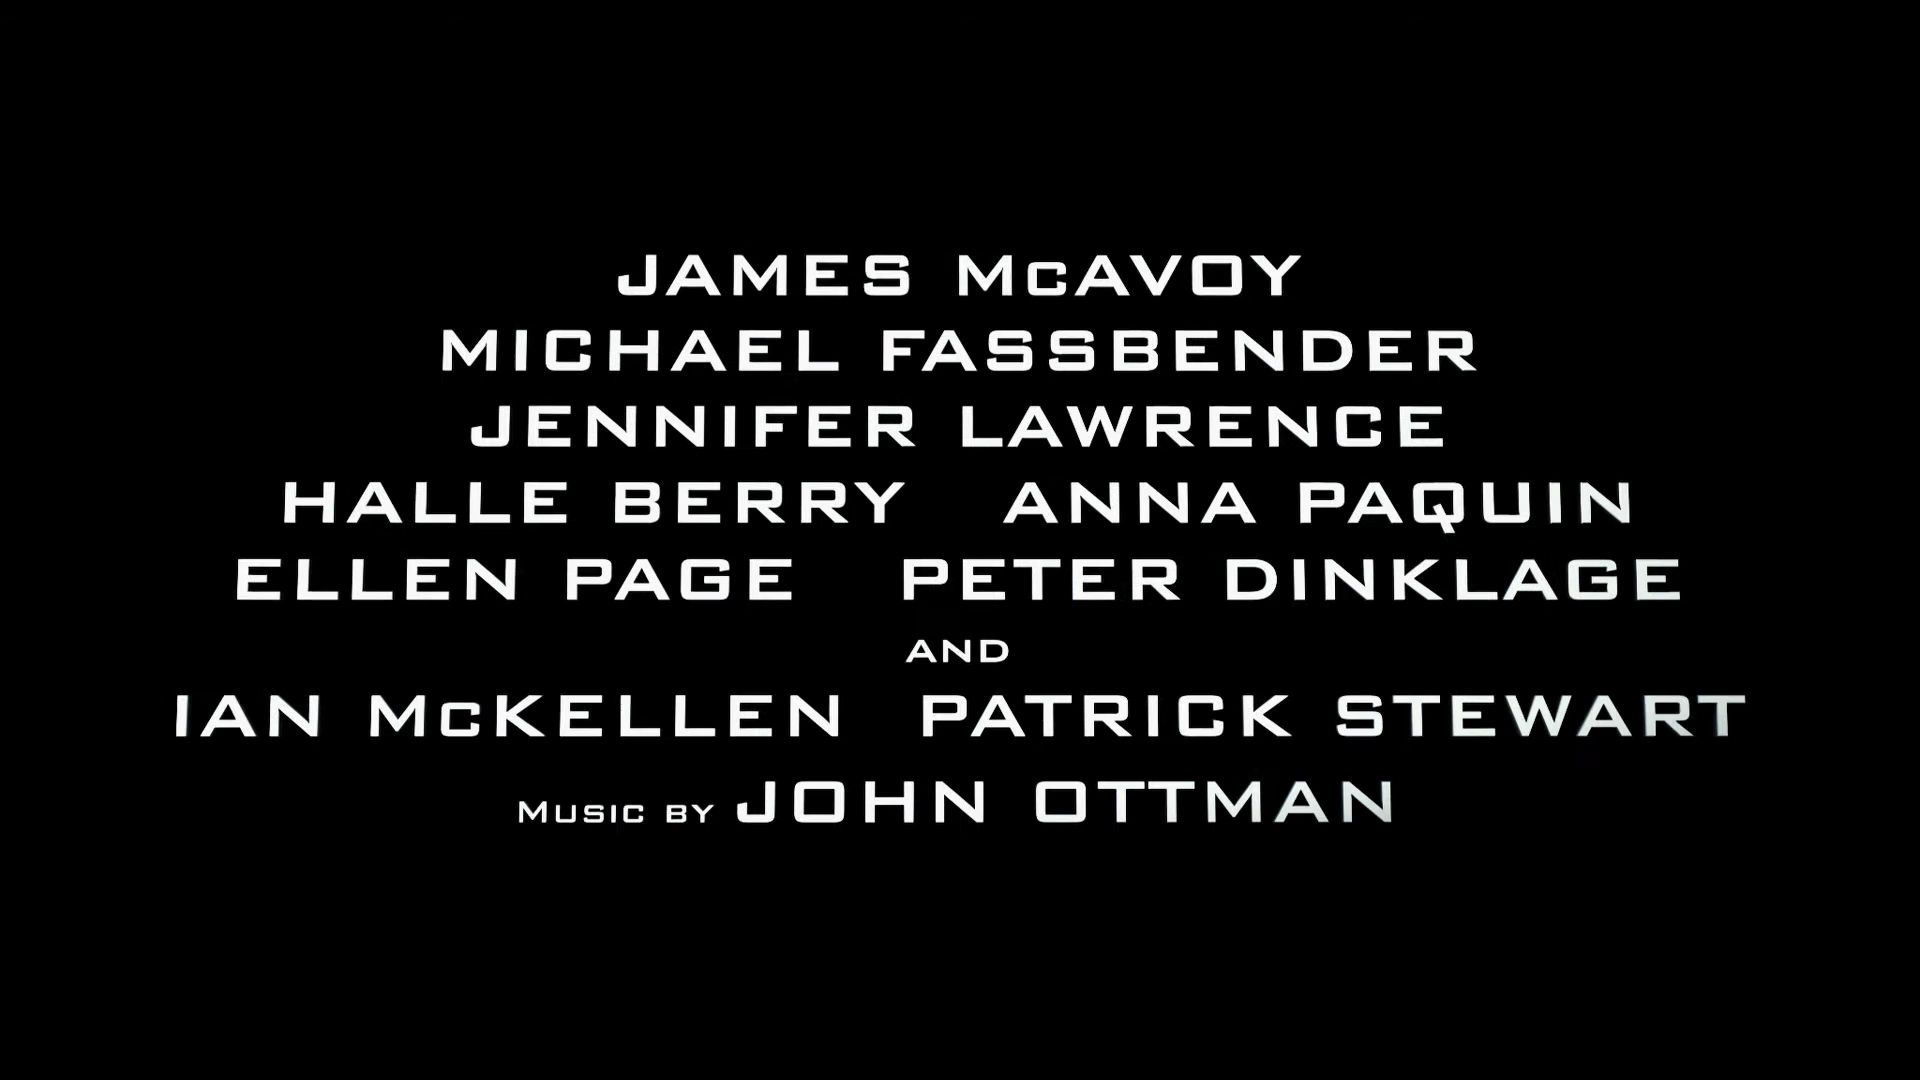 JAMES McAVOY
MICHAEL FASSBENDER
JENNIFER LAWRENCE
HALLE BERRY ANNA PAQUIN
ELLEN PAGE PETER DINKLAGE
AND
IAN McKELLEN PATRICK STEWART
MUSIC BY JOHN OTTMAN